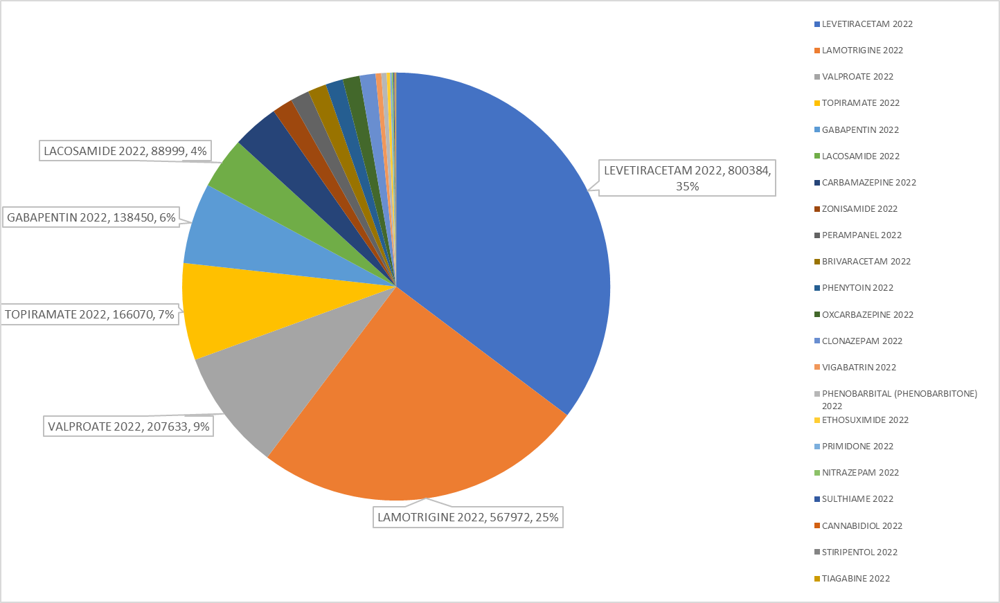 LACOSAMIDE 2022, 88999, 4%
LEVETIRACETAM 2022, 800384,
35%
GABAPENTIN 2022, 138450, 6%
TOPIRAMATE 2022, 166070, 7%
VALPROATE 2022, 207633, 9%
LAMOTRIGINE 2022, 567972, 25%
LEVETIRACETAM 2022
LAMOTRIGINE 2022
VALPROATE 2022
TOPIRAMATE 2022
GABAPENTIN 2022
LACOSAMIDE 2022
CARBAMAZEPINE 2022
ZONISAMIDE 2022
PERAMPANEL 2022
BRIVARACETAM 2022
PHENYTOIN 2022
OXCARBAZEPINE 2022
CLONAZEPAM 2022
VIGABATRIN 2022
PHENOBARBITAL (PHENOBARBITONE)
2022
ETHOSUXIMIDE 2022
PRIMIDONE 2022
NITRAZEPAM 2022
SULTHIAME 2022
CANNABIDIOL 2022
STIRIPENTOL 2022
TIAGABINE 2022